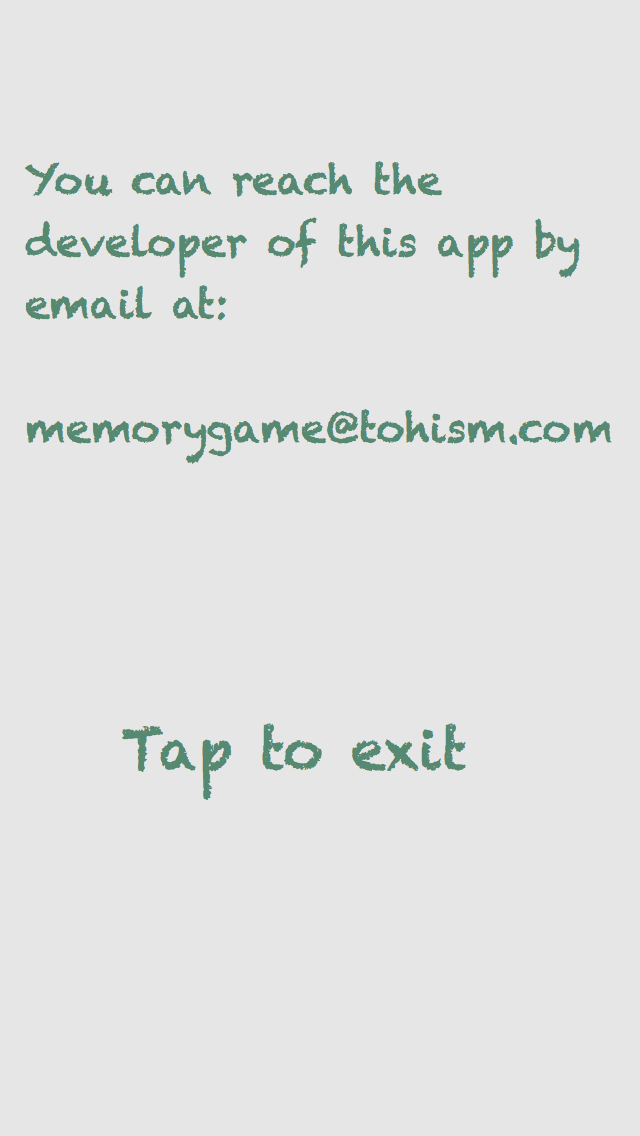 You can reach the
developer of this app by
email at:
memorygame@tohism.com
Tap to exit